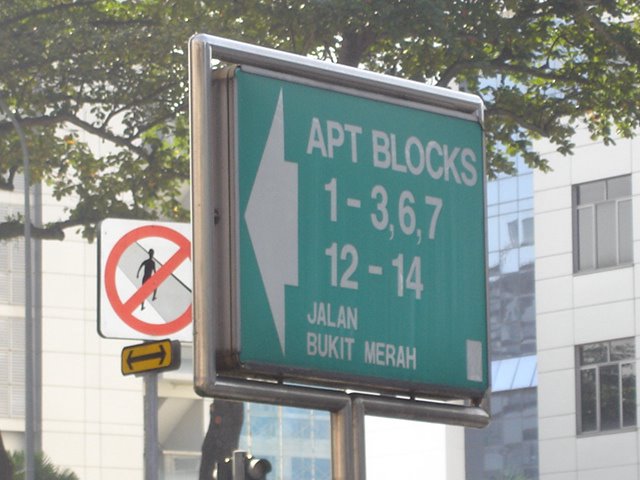 APT BLOCKS
1 - 3,6,7
12 - 14
JALAN
BUKIT MERAH